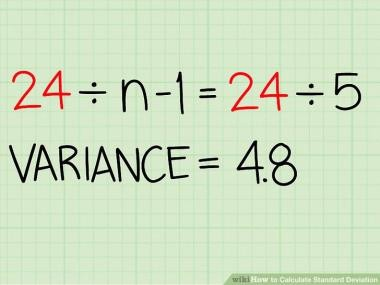 24 ÷ n-1 = 24 ÷ 5
VARIANCE = 4.8
wikiHow to Calculate Standard Deviation